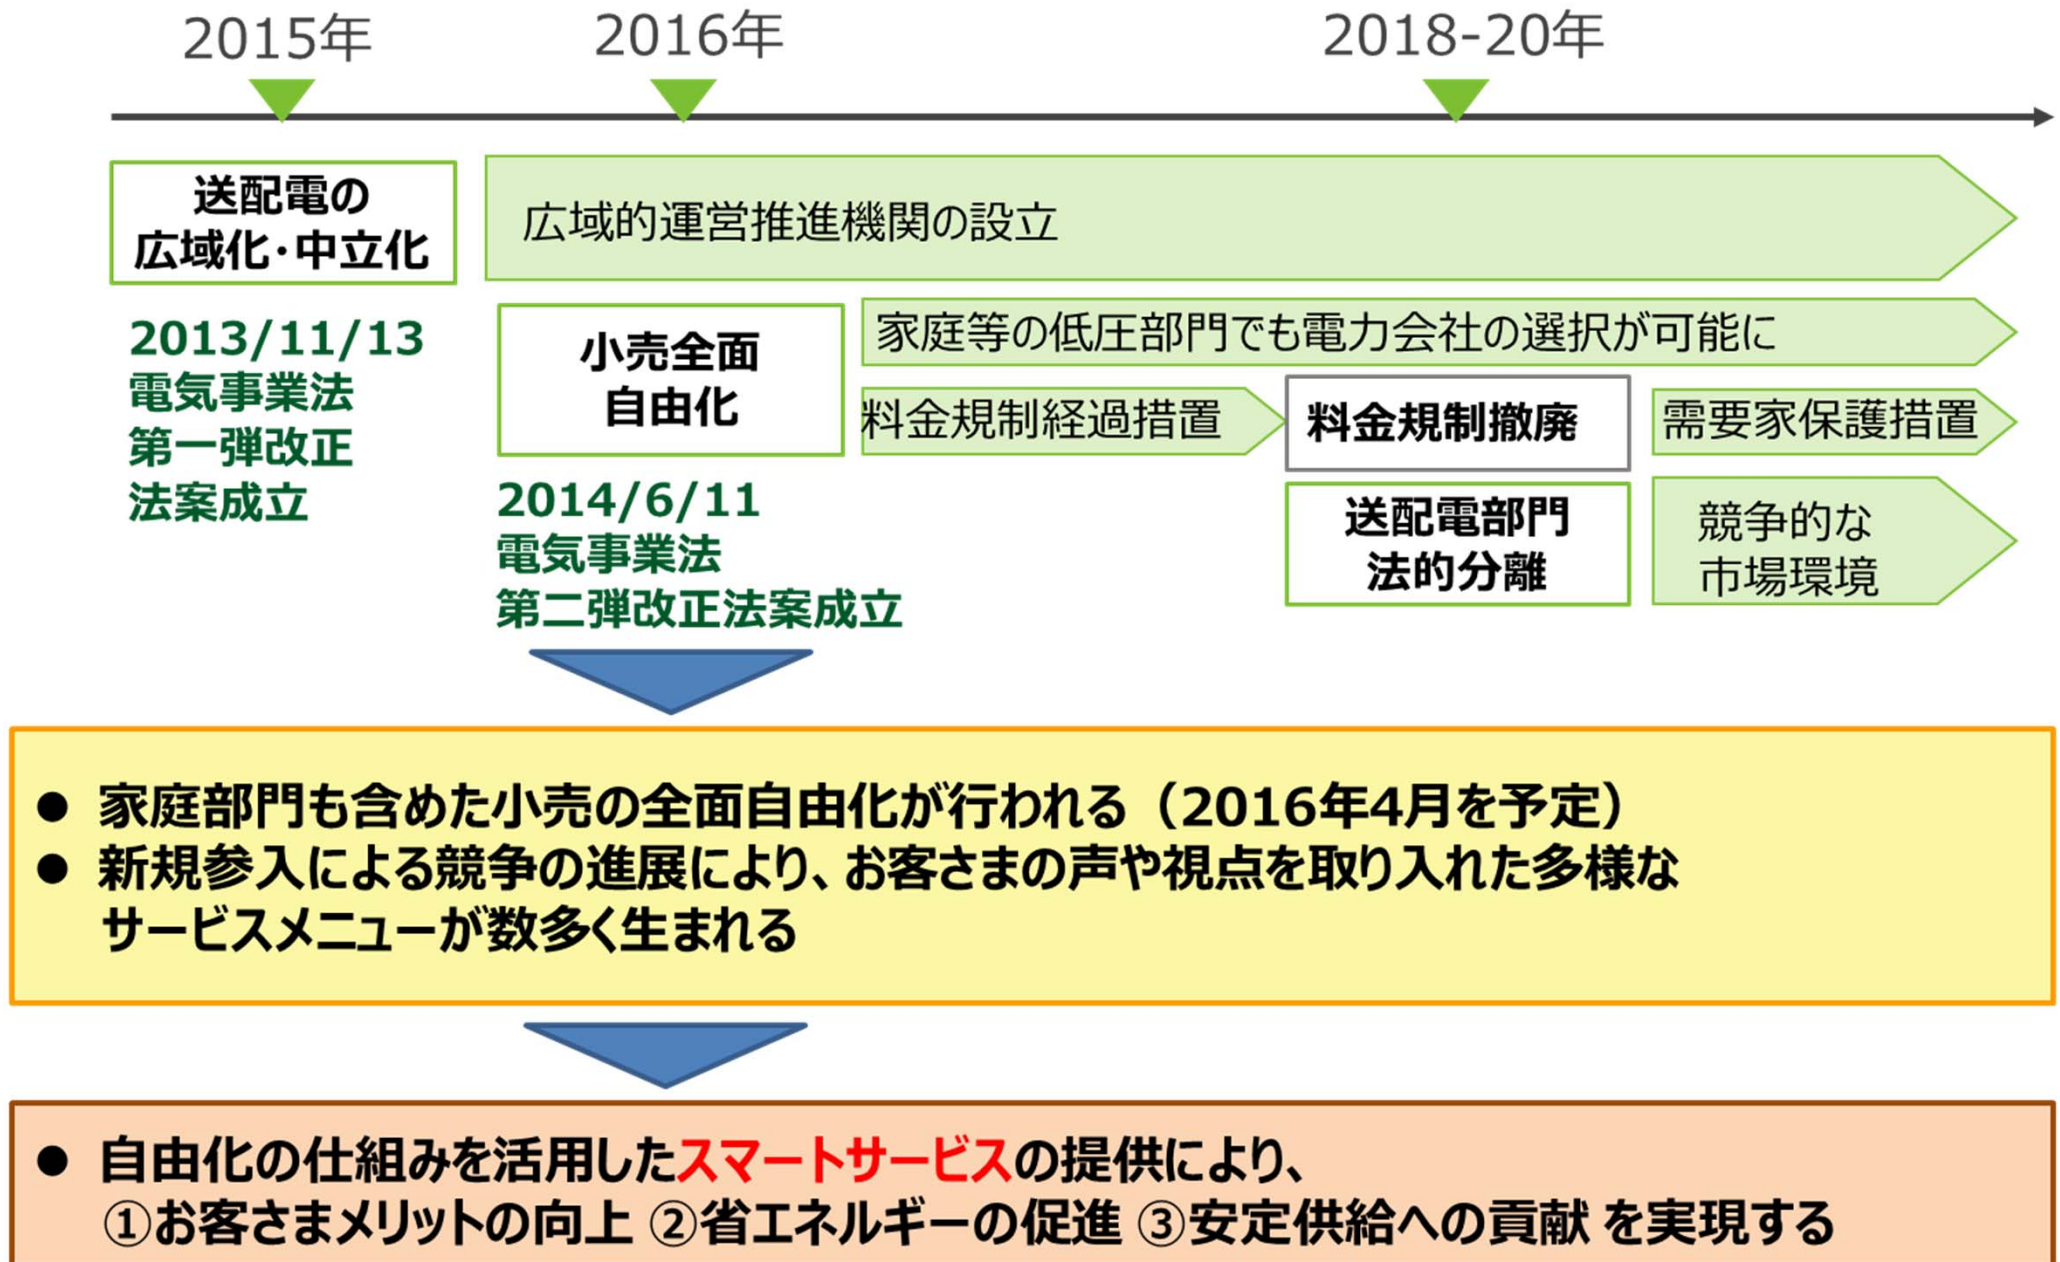 2015年
2016年
2018-20年
送配電の
広域化・中立化
広域的運営推進機関の設立
2013/11/13
電気事業法
第一弾改正
法案成立
小売全面
自由化
家庭等の低圧部門でも電力会社の選択が可能に
料金規制経過措置
料金規制撤廃
需要家保護措置
2014/6/11
電気事業法
第二弾改正法案成立
送配電部門
法的分離
競争的な
市場環境
● 家庭部門も含めた小売の全面自由化が行われる（2016年4月を予定）
● 新規参入による競争の進展により、お客さまの声や視点を取り入れた多様な
サービスメニューが数多く生まれる
● 自由化の仕組みを活用したスマートサービスの提供により、
①お客さまメリットの向上 ②省エネルギーの促進 ③安定供給への貢献 を実現する